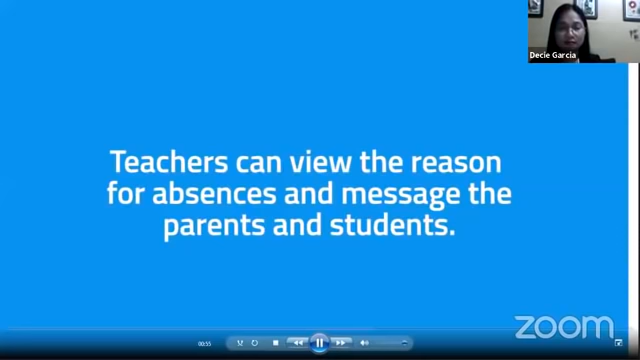 Decie Garcia
Teachers can view the reason
for absences and message the
parents and students.
00:55
zoom